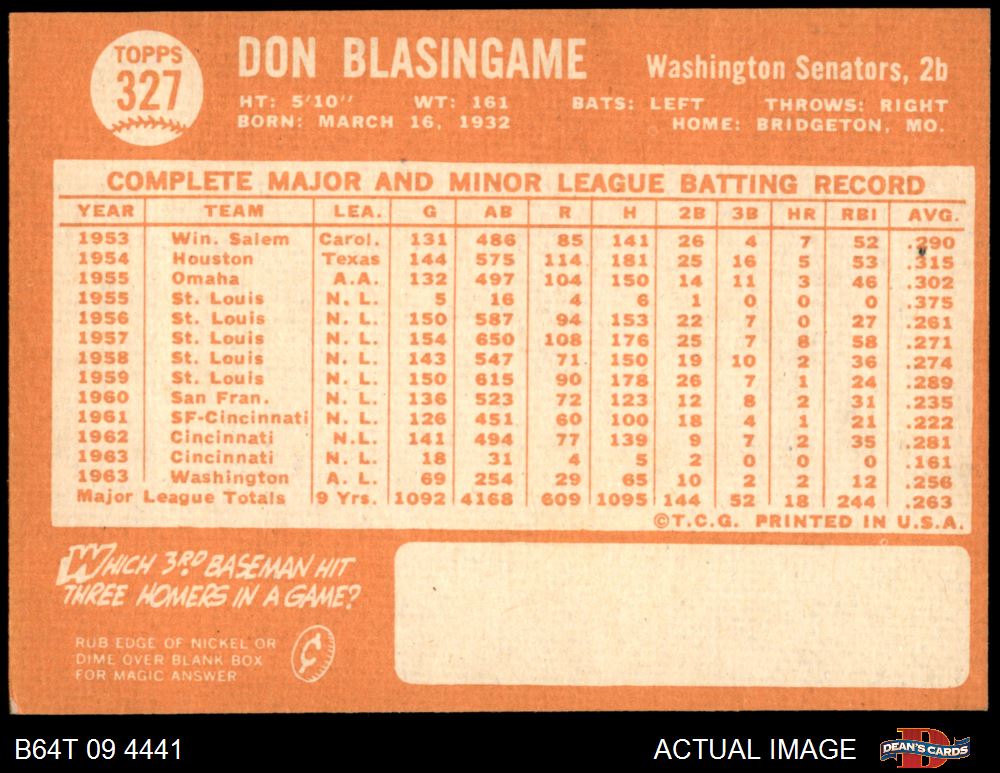 TOPPS
327
DON BLASINGAME
Washington Senators, 2b
HT: 5'10" WT: 161 BATS: LEFT THROWS: RIGHT
BORN: MARCH 16, 1932 HOME: BRIDGETON, MO.
COMPLETE MAJOR AND MINOR LEAGUE BATTING RECORD
YEAR TEAM LEA. G AB R H 2B 3B HR RBI AVG.
1953 Win. Salem Carol. 131 486 85 141 26 4 7 52 .290
1954 Houston Texas 144 575 114 181 25 16 5 53 .315
1955 Omaha A.A. 132 497 104 150 14 11 3 46 .302
1955 St. Louis N. L. 5 16 4 6 1 0 0 0 .375
1956 St. Louis N. L. 150 587 94 153 22 7 0 27 .261
1957 St. Louis N. L. 154 650 108 176 25 7 8 58 .271
1958 St. Louis N. L. 143 547 71 150 19 10 2 36 .274
1959 St. Louis N. L. 150 615 90 178 26 7 1 24 .289
1960 San Fran. N. L. 136 523 72 123 12 8 2 31 .235
1961 SF-Cincinnati N. L. 126 451 60 100 18 4 1 21 .222
1962 Cincinnati N.L. 141 494 77 139 9 7 2 35 .281
1963 Cincinnati N. L. 18 31 4 5 2 0 0 0 .161
1963 Washington A. L. 69 254 29 65 10 2 2 12 .256
Major League Totals 9 Yrs. 1092 4168 609 1095 144 52 18 244 .263
©T.C.G. PRINTED IN U.S.A.
WHICH 3RD BASEMAN HIT
THREE HOMERS IN A GAME?
RUB EDGE OF NICKEL OR
DIME OVER BLANK BOX
FOR MAGIC ANSWER
B64T 09 4441
ACTUAL IMAGE
DEAN'S CARDS